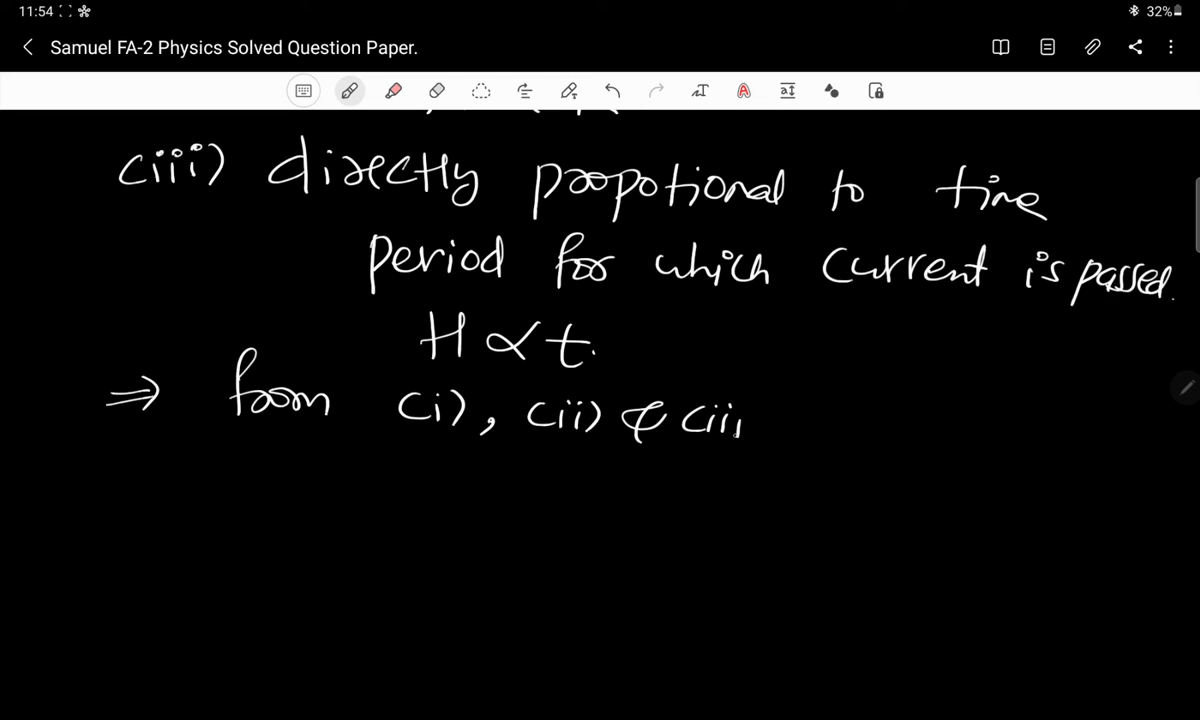 11:54
32%
Samuel FA-2 Physics Solved Question Paper.
(iii) directly propotional to time
period for which current is passed.
H ∝ t.
⇒ from (i), (ii) & (iii